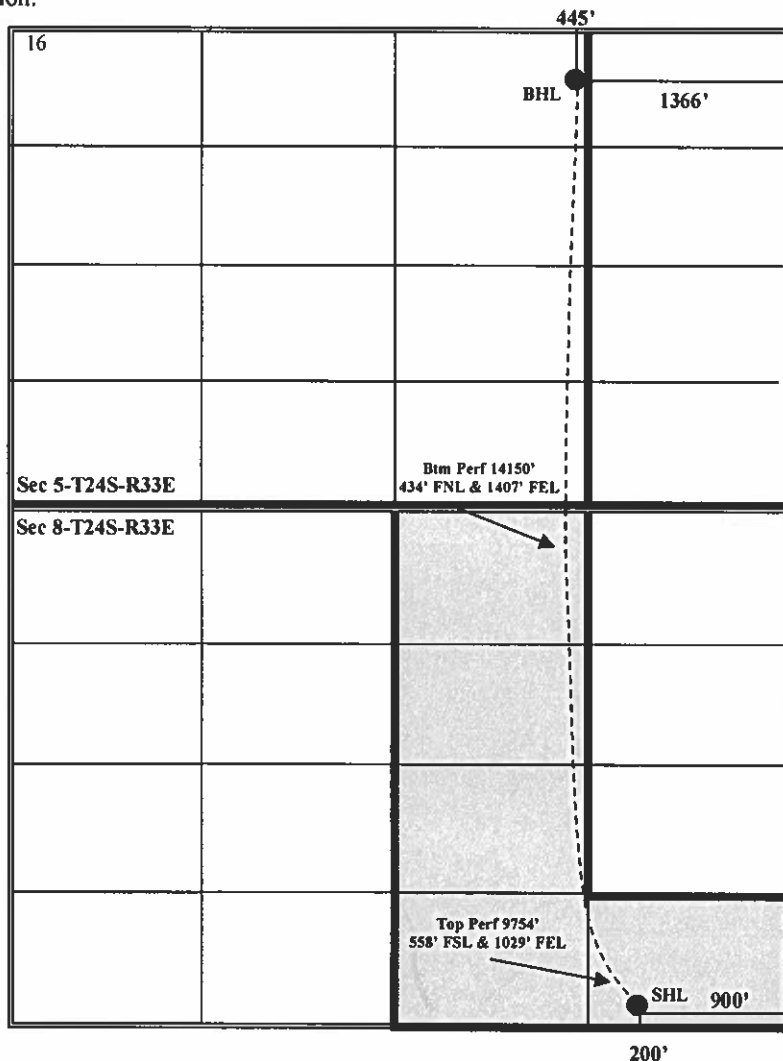 ion.
445'
16
BHL
1366'
Btm Perf 14150'
434' FNL & 1407' FEL
Sec 5-T24S-R33E
Sec 8-T24S-R33E
Top Perf 9754'
558' FSL & 1029' FEL
SHL
900'
200'